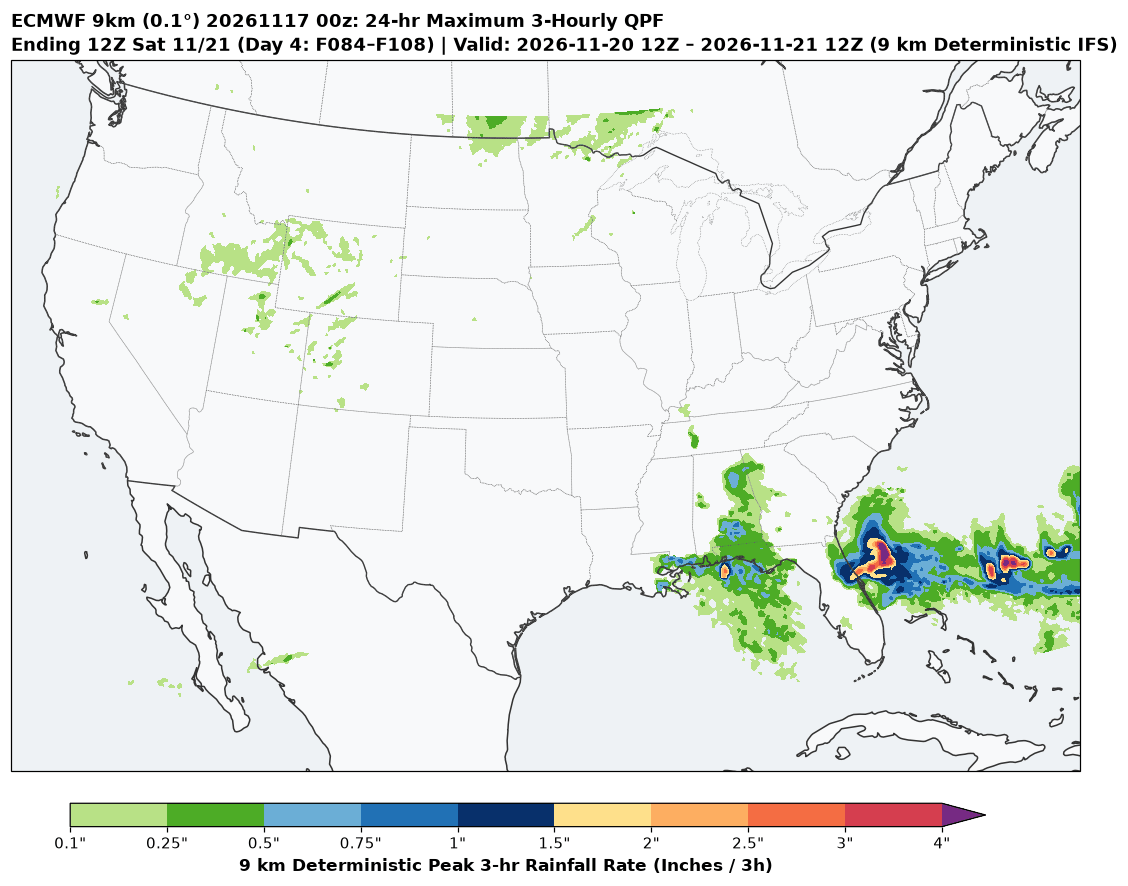 ECMWF 9km (0.1°) 20261117 00z: 24-hr Maximum 3-Hourly QPF
Ending 12Z Sat 11/21 (Day 4: F084–F108) | Valid: 2026-11-20 12Z – 2026-11-21 12Z (9 km Deterministic IFS)
0.1" 0.25" 0.5" 0.75" 1" 1.5" 2" 2.5" 3" 4"
9 km Deterministic Peak 3-hr Rainfall Rate (Inches / 3h)